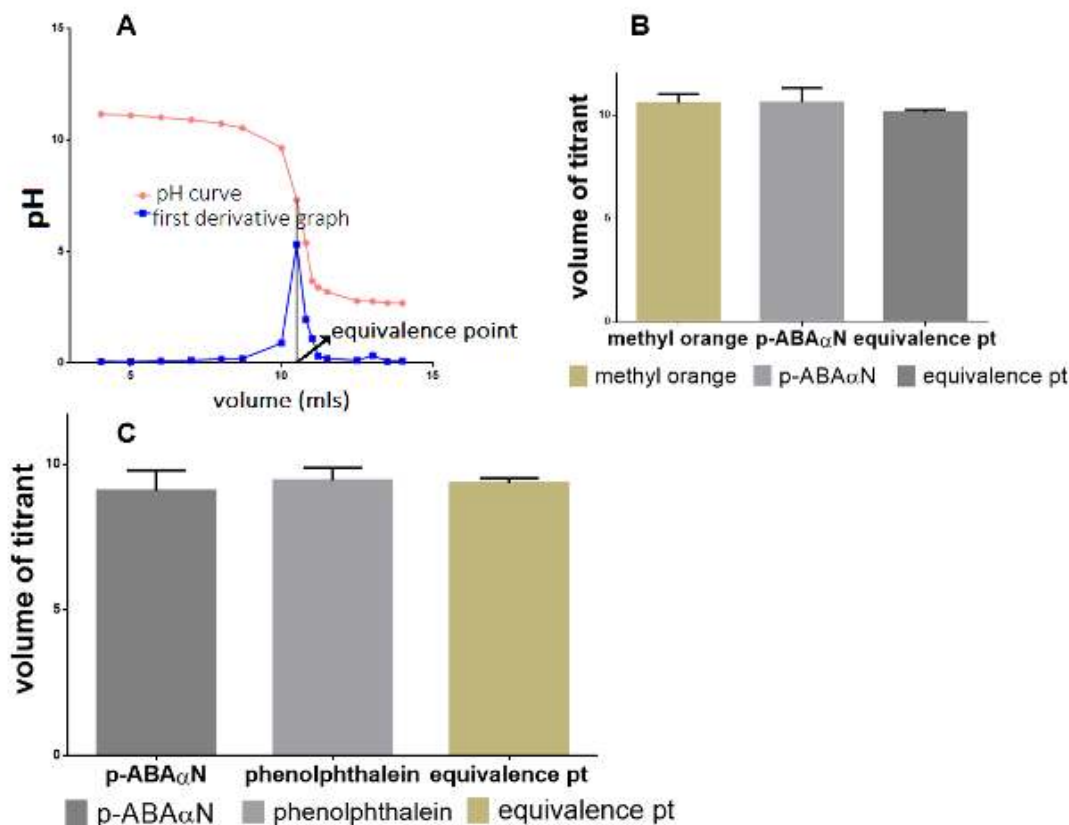 A
15
10
5
0
pH
pH curve
first derivative graph
equivalence point
5
10
15
volume (mls)
B
volume of titrant
10
5
0
methyl orange p-ABAαN equivalence pt
methyl orange p-ABAαN equivalence pt
C
volume of titrant
10
5
0
p-ABAαN phenolphthalein equivalence pt
p-ABAαN phenolphthalein equivalence pt